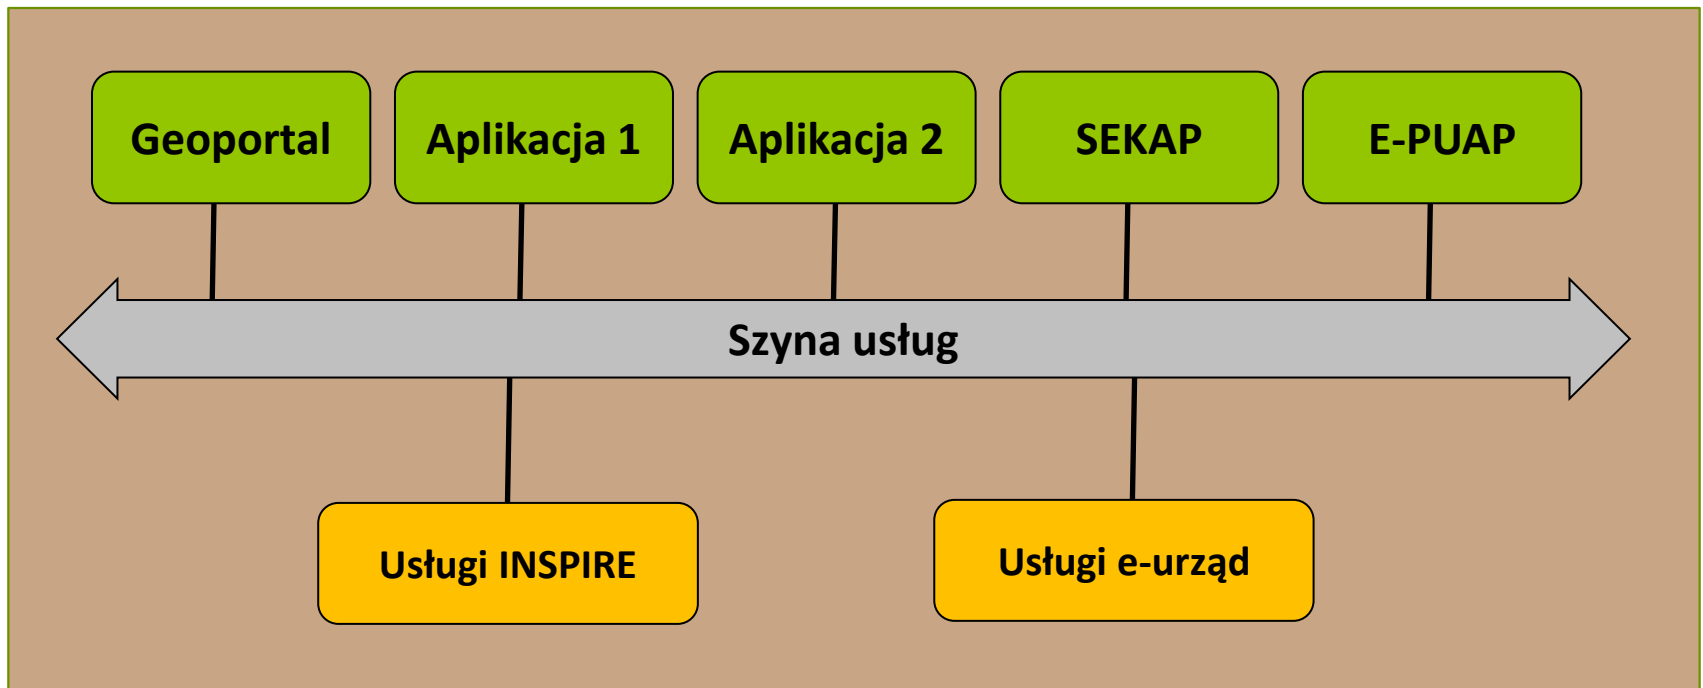 Geoportal
Aplikacja 1
Aplikacja 2
SEKAP
E-PUAP
Szyna usług
Usługi INSPIRE
Usługi e-urząd